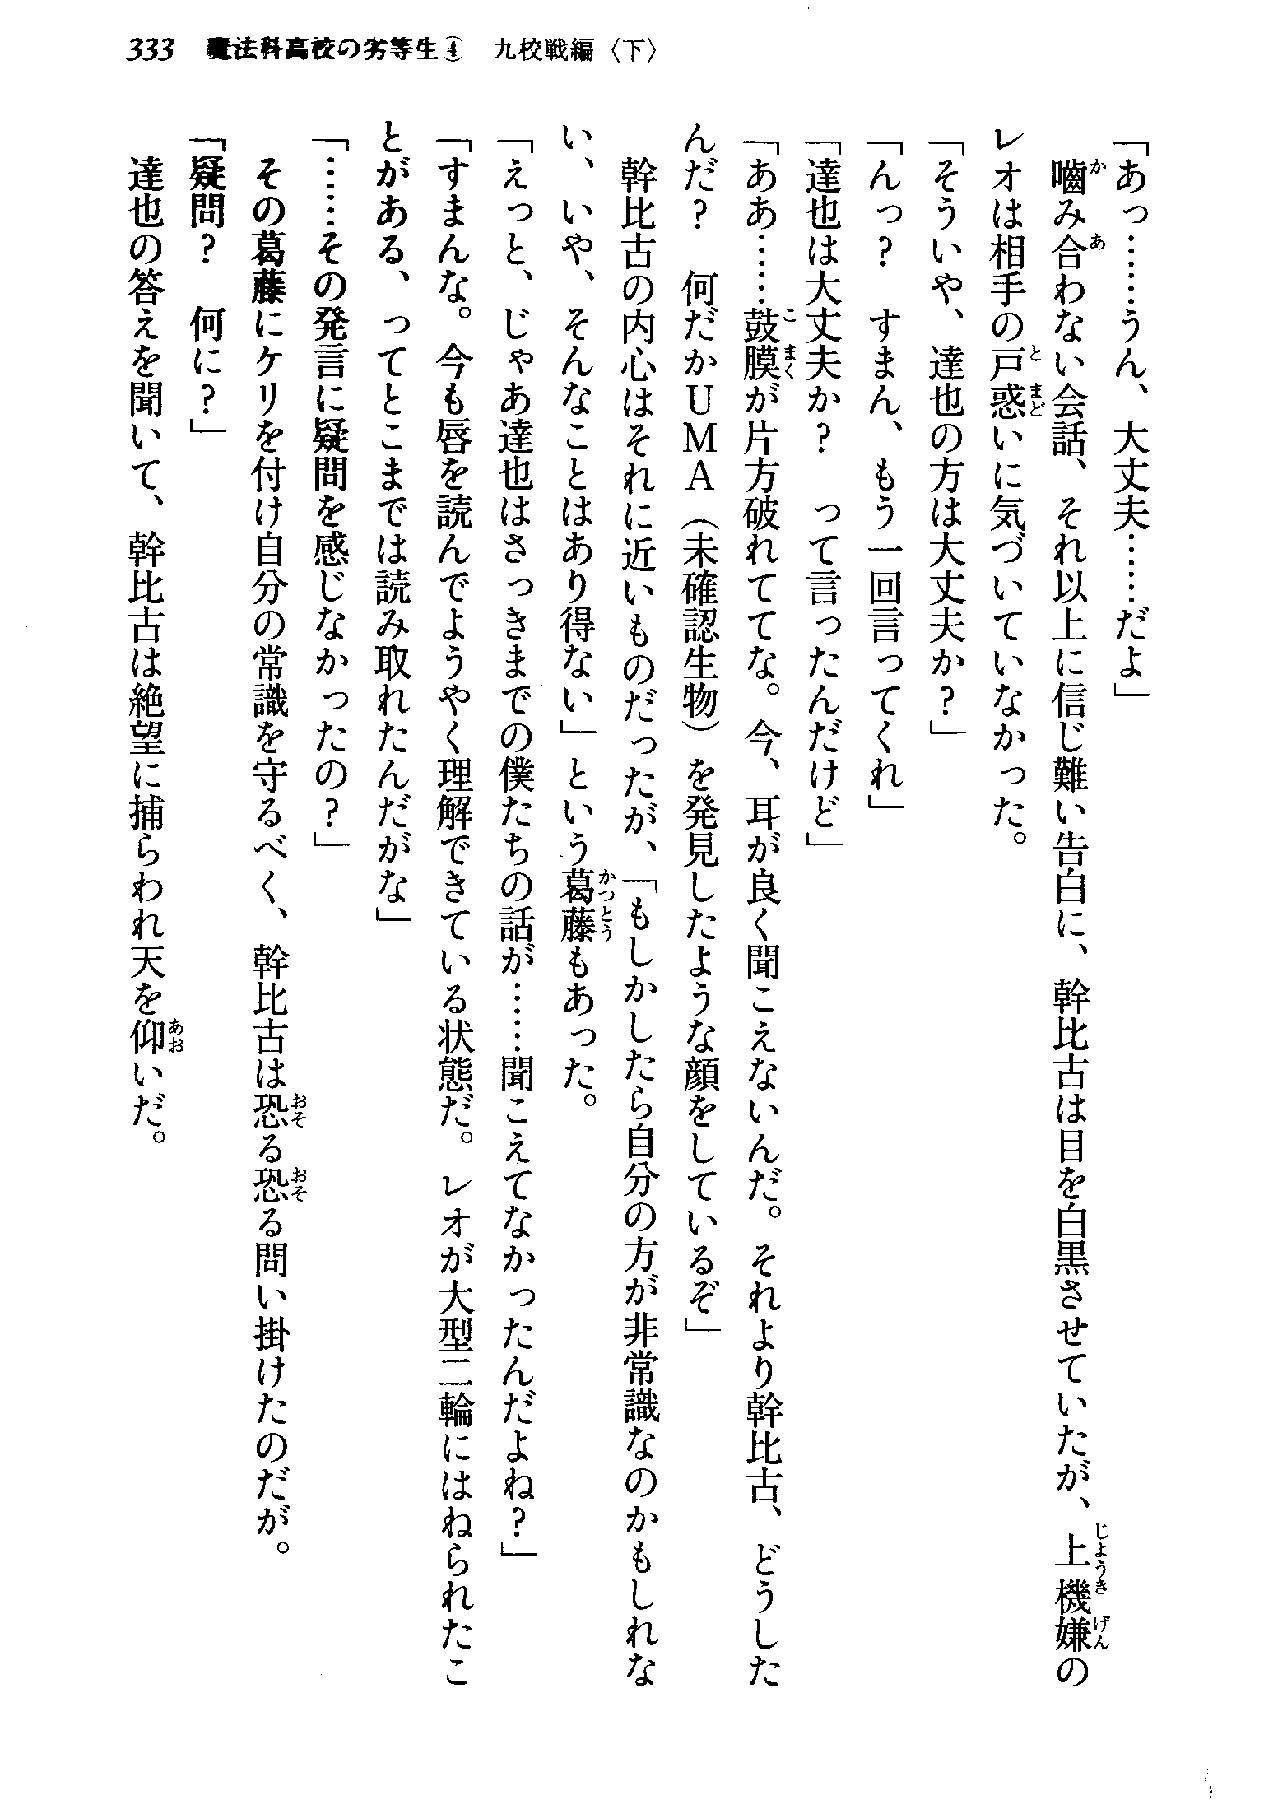 333 魔法科高校の劣等生④ 九校戦編〈下〉
「あっ……うん、大丈夫……だよ」
　噛み合わない会話、それ以上に信じ難い告白に、幹比古は目を白黒させていたが、上機嫌の
レオは相手の戸惑いに気づいていなかった。
「そういや、達也の方は大丈夫か？」
「んっ？　すまん、もう一回言ってくれ」
「達也は大丈夫か？　って言ったんだけど」
「ああ……鼓膜が片方破れててな。今、耳が良く聞こえないんだ。それより幹比古、どうした
んだ？　何だかＵＭＡ（未確認生物）を発見したような顔をしているぞ」
　幹比古の内心はそれに近いものだったが、「もしかしたら自分の方が非常識なのかもしれな
い、いや、そんなことはあり得ない」という葛藤もあった。
「えっと、じゃあ達也はさっきまでの僕たちの話が……聞こえてなかったんだよね？」
「すまんな。今も唇を読んでようやく理解できている状態だ。レオが大型二輪にはねられたこ
とがある、ってとこまでは読み取れたんだがな」
「……その発言に疑問を感じなかったの？」
　その葛藤にケリを付け自分の常識を守るべく、幹比古は恐る恐る問い掛けたのだが。
「疑問？　何に？」
　達也の答えを聞いて、幹比古は絶望に捕らわれ天を仰いだ。